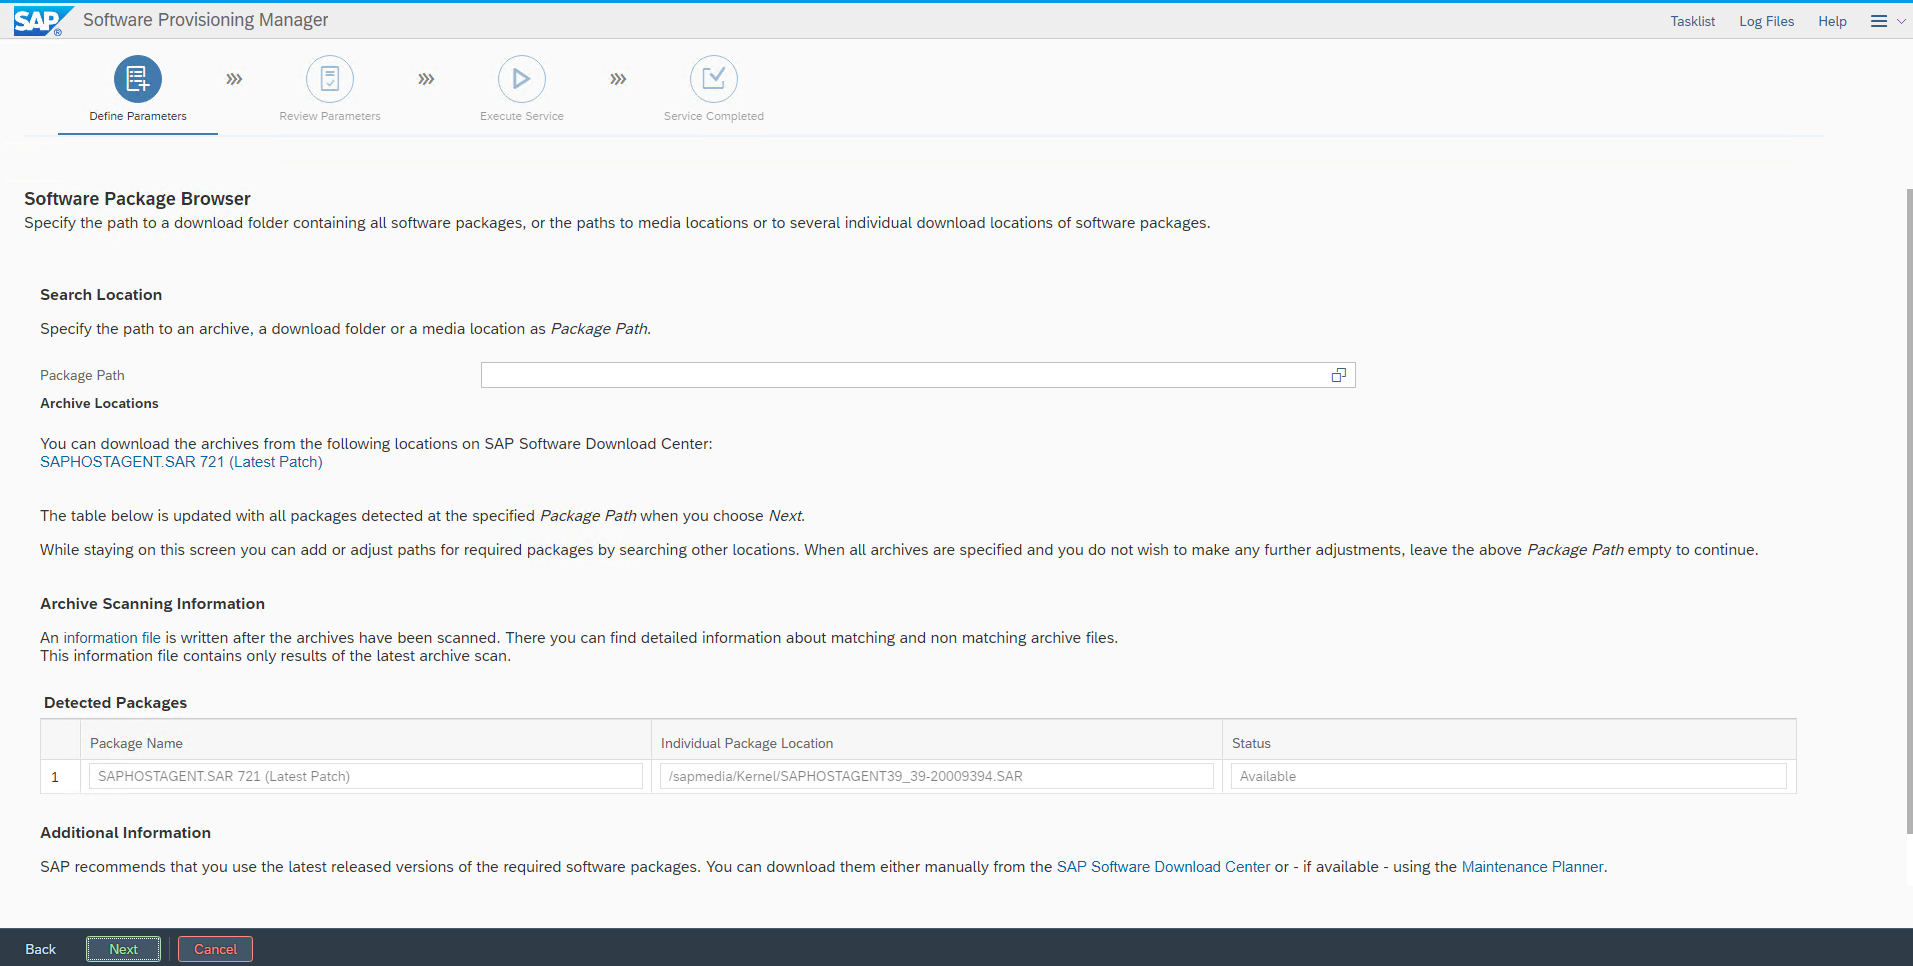 SAP ® Software Provisioning Manager
Tasklist Log Files Help
Define Parameters Review Parameters Execute Service Service Completed
Software Package Browser
Specify the path to a download folder containing all software packages, or the paths to media locations or to several individual download locations of software packages.
Search Location
Specify the path to an archive, a download folder or a media location as Package Path.
Package Path
Archive Locations
You can download the archives from the following locations on SAP Software Download Center:
SAPHOSTAGENT.SAR 721 (Latest Patch)
The table below is updated with all packages detected at the specified Package Path when you choose Next.
While staying on this screen you can add or adjust paths for required packages by searching other locations. When all archives are specified and you do not wish to make any further adjustments, leave the above Package Path empty to continue.
Archive Scanning Information
An information file is written after the archives have been scanned. There you can find detailed information about matching and non matching archive files.
This information file contains only results of the latest archive scan.
Detected Packages
Package Name Individual Package Location Status
1 SAPHOSTAGENT.SAR 721 (Latest Patch) /sapmedia/Kernel/SAPHOSTAGENT39_39-20009394.SAR Available
Additional Information
SAP recommends that you use the latest released versions of the required software packages. You can download them either manually from the SAP Software Download Center or - if available - using the Maintenance Planner.
Back Next Cancel